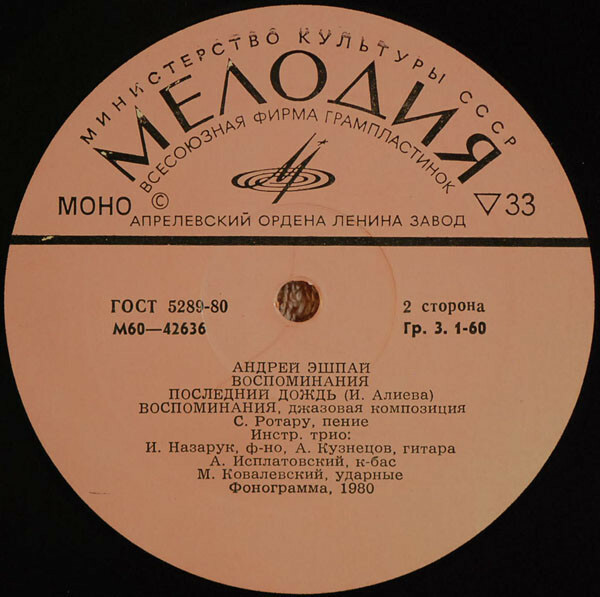 МИНИСТЕРСТВО КУЛЬТУРЫ СССР
МЕЛОДИЯ
ВСЕСОЮЗНАЯ ФИРМА ГРАМПЛАСТИНОК
МОНО © ▽33
АПРЕЛЕВСКИЙ ОРДЕНА ЛЕНИНА ЗАВОД
ГОСТ 5289-80 2 сторона
М60—42636 Гр. 3. 1-60
АНДРЕЙ ЭШПАЙ
ВОСПОМИНАНИЯ
ПОСЛЕДНИЙ ДОЖДЬ (И. Алиева)
ВОСПОМИНАНИЯ, джазовая композиция
С. Ротару, пение
Инстр. трио:
И. Назарук, ф-но, А. Кузнецов, гитара
А. Исплатовский, к-бас
М. Ковалевский, ударные
Фонограмма, 1980